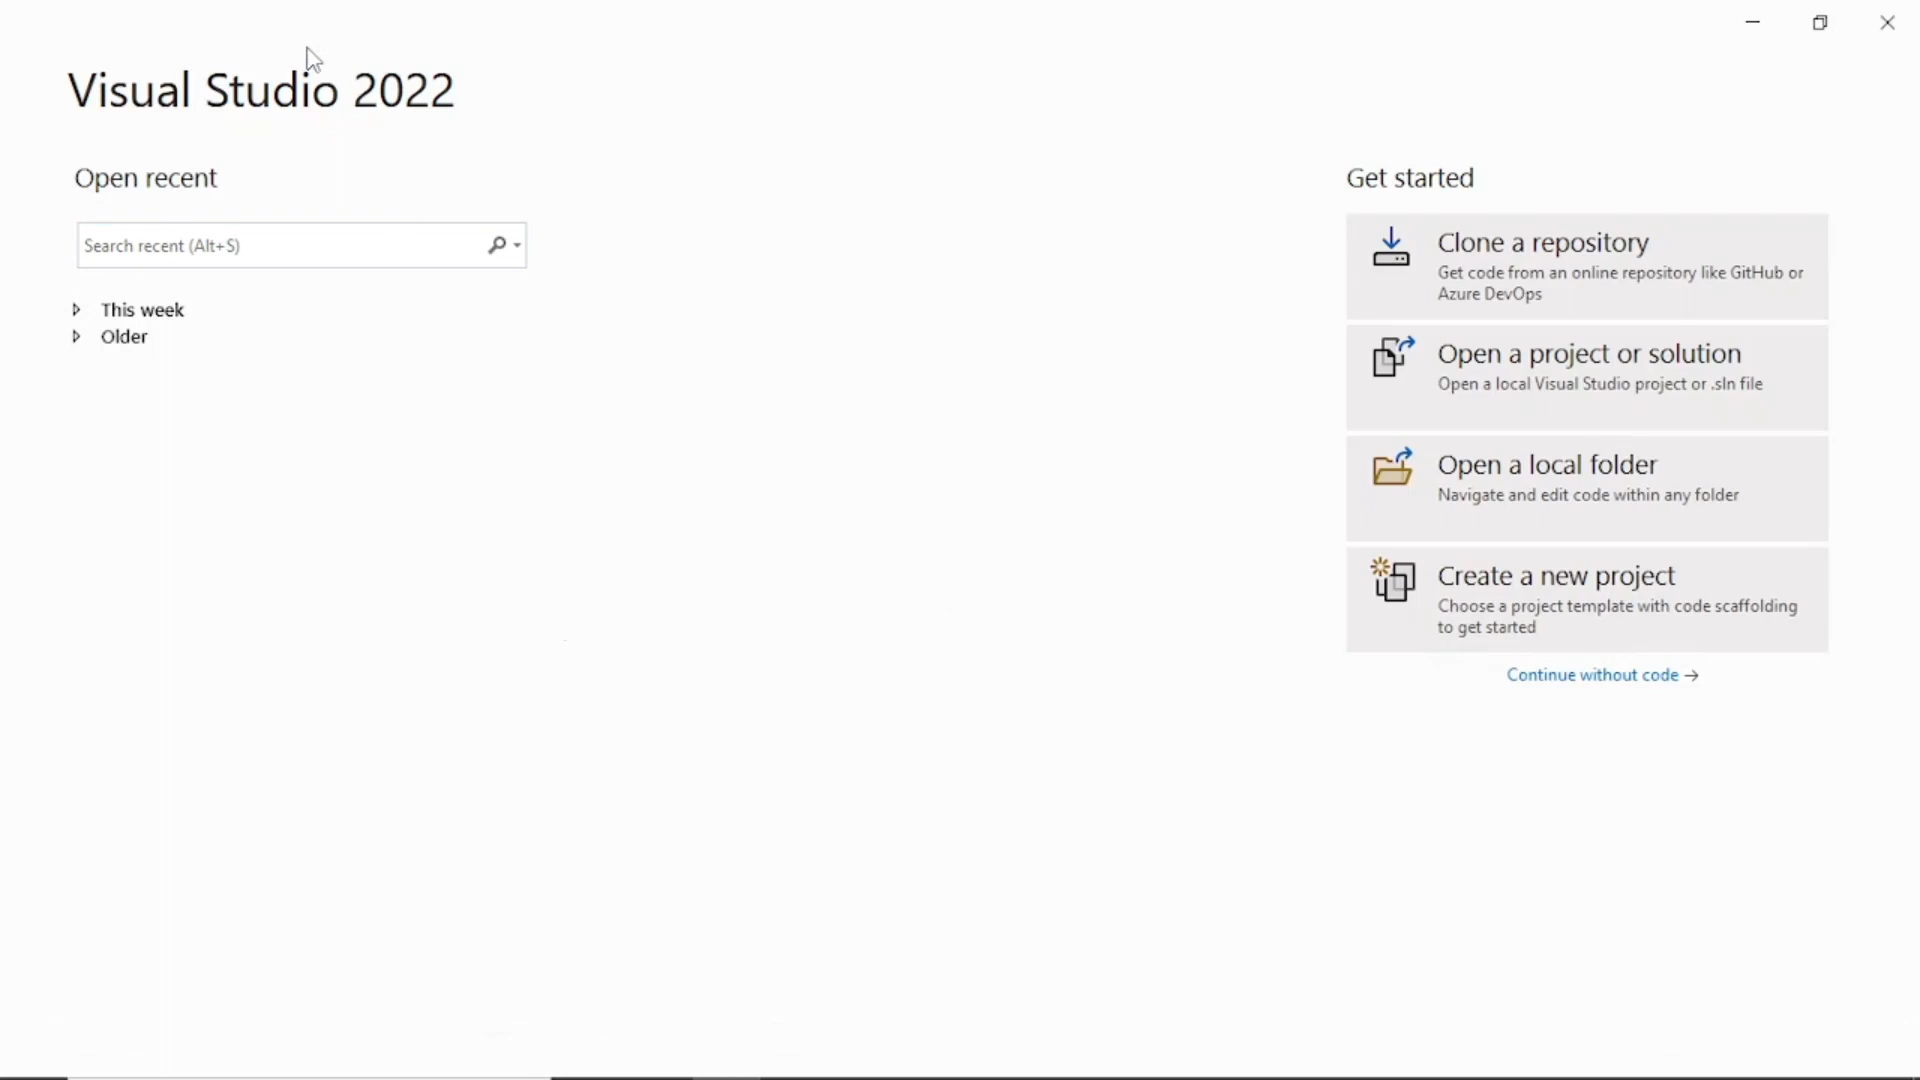 Visual Studio 2022
Open recent
Search recent (Alt+S)
This week
Older
Get started
Clone a repository
Get code from an online repository like GitHub or
Azure DevOps
Open a project or solution
Open a local Visual Studio project or .sln file
Open a local folder
Navigate and edit code within any folder
Create a new project
Choose a project template with code scaffolding
to get started
Continue without code →